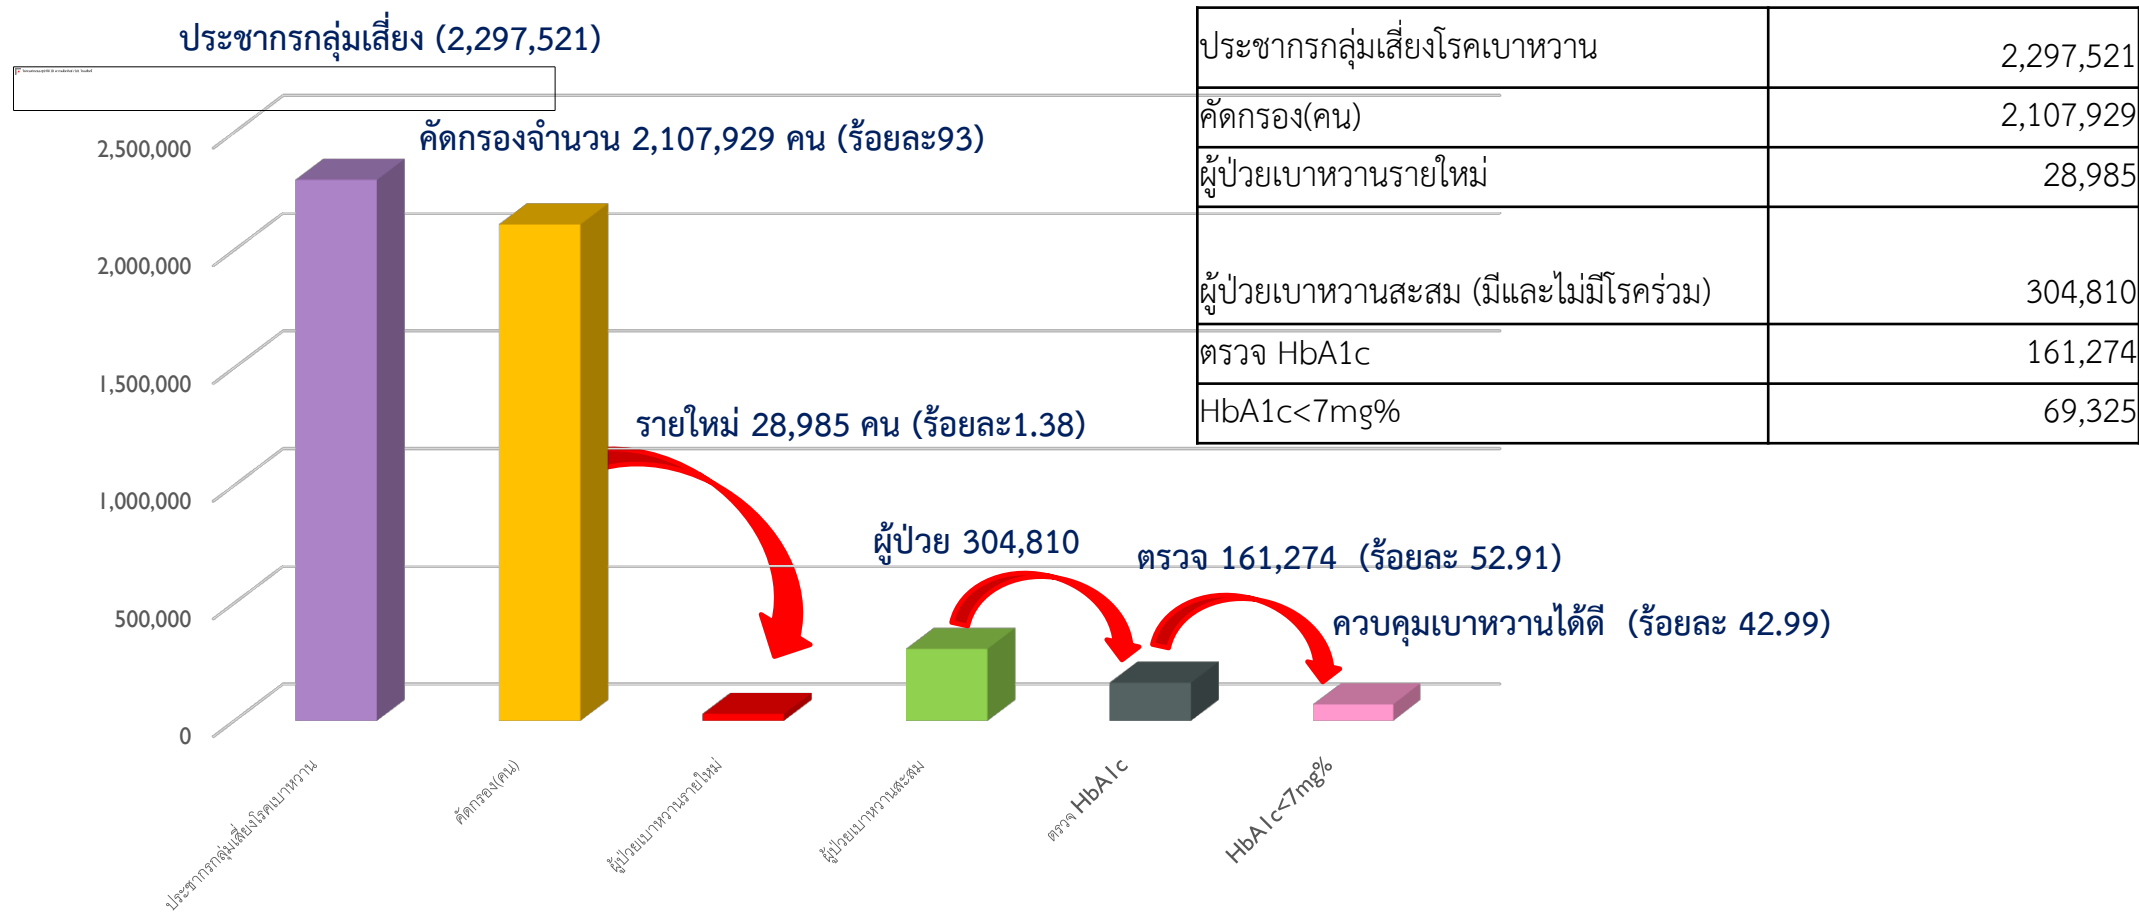 ประชากรกลุ่มเสี่ยง (2,297,521)
คัดกรองจำนวน 2,107,929 คน (ร้อยละ93)
รายใหม่ 28,985 คน (ร้อยละ1.38)
ผู้ป่วย 304,810
ตรวจ 161,274 (ร้อยละ 52.91)
ควบคุมเบาหวานได้ดี (ร้อยละ 42.99)
2,500,000
2,000,000
1,500,000
1,000,000
500,000
0
ประชากรกลุ่มเสี่ยงโรคเบาหวาน
คัดกรอง(คน)
ผู้ป่วยเบาหวานรายใหม่
ผู้ป่วยเบาหวานสะสม
ตรวจ HbA1c
HbA1c<7mg%
ประชากรกลุ่มเสี่ยงโรคเบาหวาน 2,297,521
คัดกรอง(คน) 2,107,929
ผู้ป่วยเบาหวานรายใหม่ 28,985
ผู้ป่วยเบาหวานสะสม (มีและไม่มีโรคร่วม) 304,810
ตรวจ HbA1c 161,274
HbA1c<7mg% 69,325